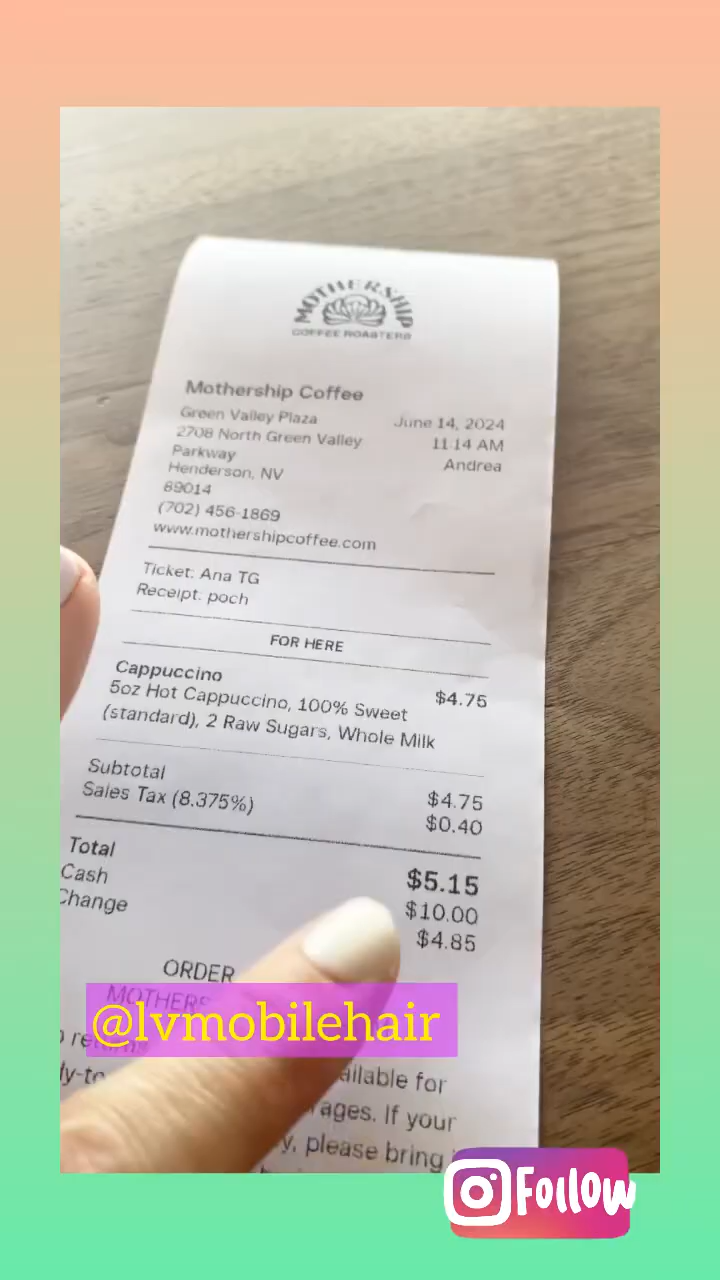 MOTHERSHIP
COFFEE ROASTERS
Mothership Coffee
Green Valley Plaza
2708 North Green Valley
Parkway
Henderson, NV
89014
(702) 456-1869
www.mothershipcoffee.com
June 14, 2024
11:14 AM
Andrea
Ticket: Ana TG
Receipt: poch
FOR HERE
Cappuccino $4.75
5oz Hot Cappuccino, 100% Sweet
(standard), 2 Raw Sugars, Whole Milk
Subtotal $4.75
Sales Tax (8.375%) $0.40
Total $5.15
Cash $10.00
Change $4.85
ORDER
@lvmobilehair
for
If your
please bring
Follow